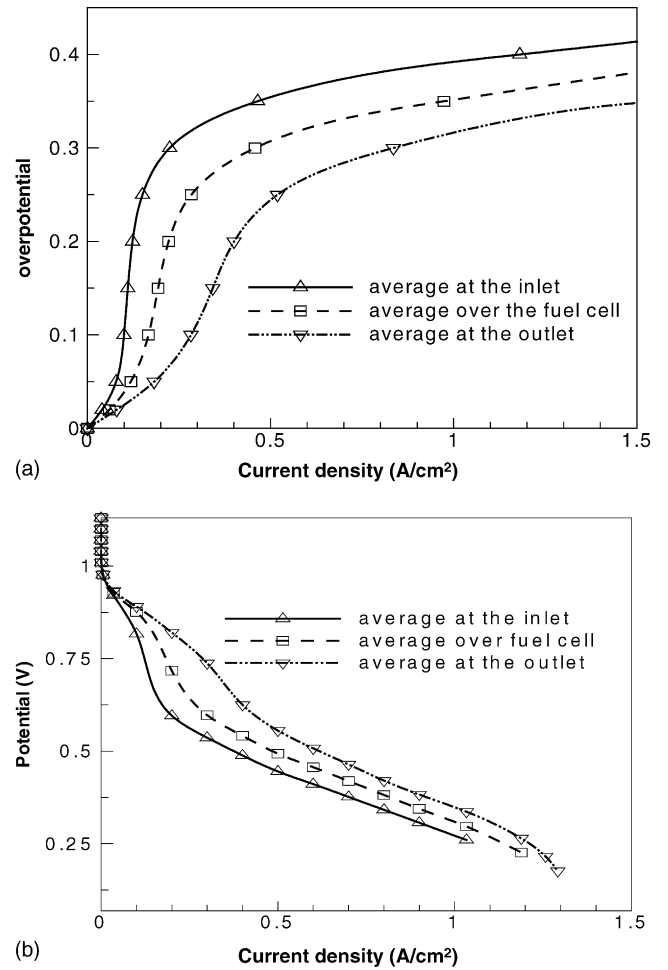 0.4
0.3
0.2
0.1
0
overpotential
average at the inlet
average over the fuel cell
average at the outlet
0 0.5 1 1.5
(a)
Current density (A/cm²)
1
0.75
0.5
0.25
Potential (V)
average at the inlet
average over fuel cell
average at the outlet
0 0.5 1 1.5
(b)
Current density (A/cm²)